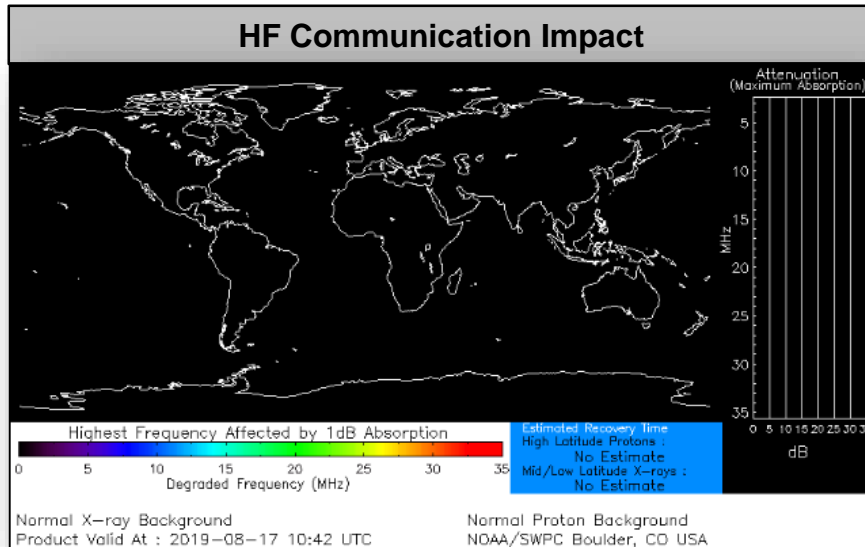 HF Communication Impact
Attenuation
(Maximum Absorption)
5
10
15
20
25
30
35
MHz
0 5 10 15 20 25 30 3
dB
Highest Frequency Affected by 1dB Absorption
0 5 10 15 20 25 30 35
Degraded Frequency (MHz)
Estimated Recovery Time
High Latitude Protons :
No Estimate
Mid/Low Latitude X-rays :
No Estimate
Normal X-ray Background
Product Valid At : 2019-08-17 10:42 UTC
Normal Proton Background
NOAA/SWPC Boulder, CO USA